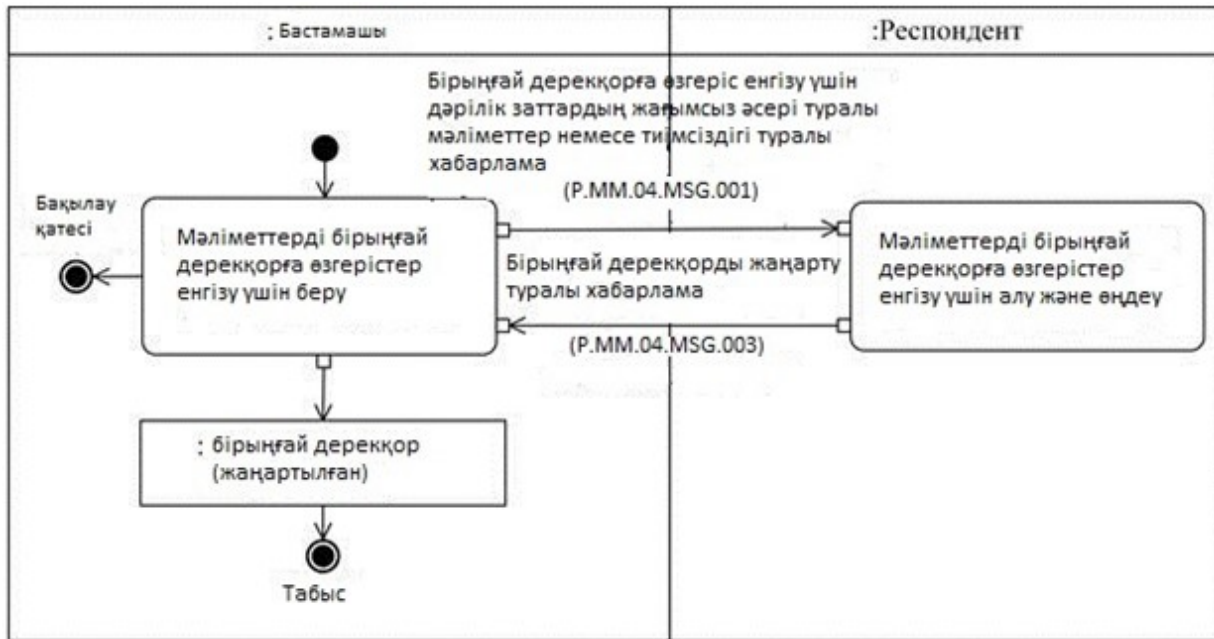 : Бастамашы
:Респондент
Бірыңғай дерекқорға өзгеріс енгізу үшін
дәрілік заттардың жағымсыз әсері туралы
мәліметтер немесе тиімсіздігі туралы
хабарлама
(P.MM.04.MSG.001)
Бақылау
қатесі
Мәліметтерді бірыңғай
дерекқорға өзгерістер
енгізу үшін беру
Бірыңғай дерекқорды жаңарту
туралы хабарлама
(P.MM.04.MSG.003)
Мәліметтерді бірыңғай
дерекқорға өзгерістер
енгізу үшін алу және өңдеу
: бірыңғай дерекқор
(жаңартылған)
Табыс